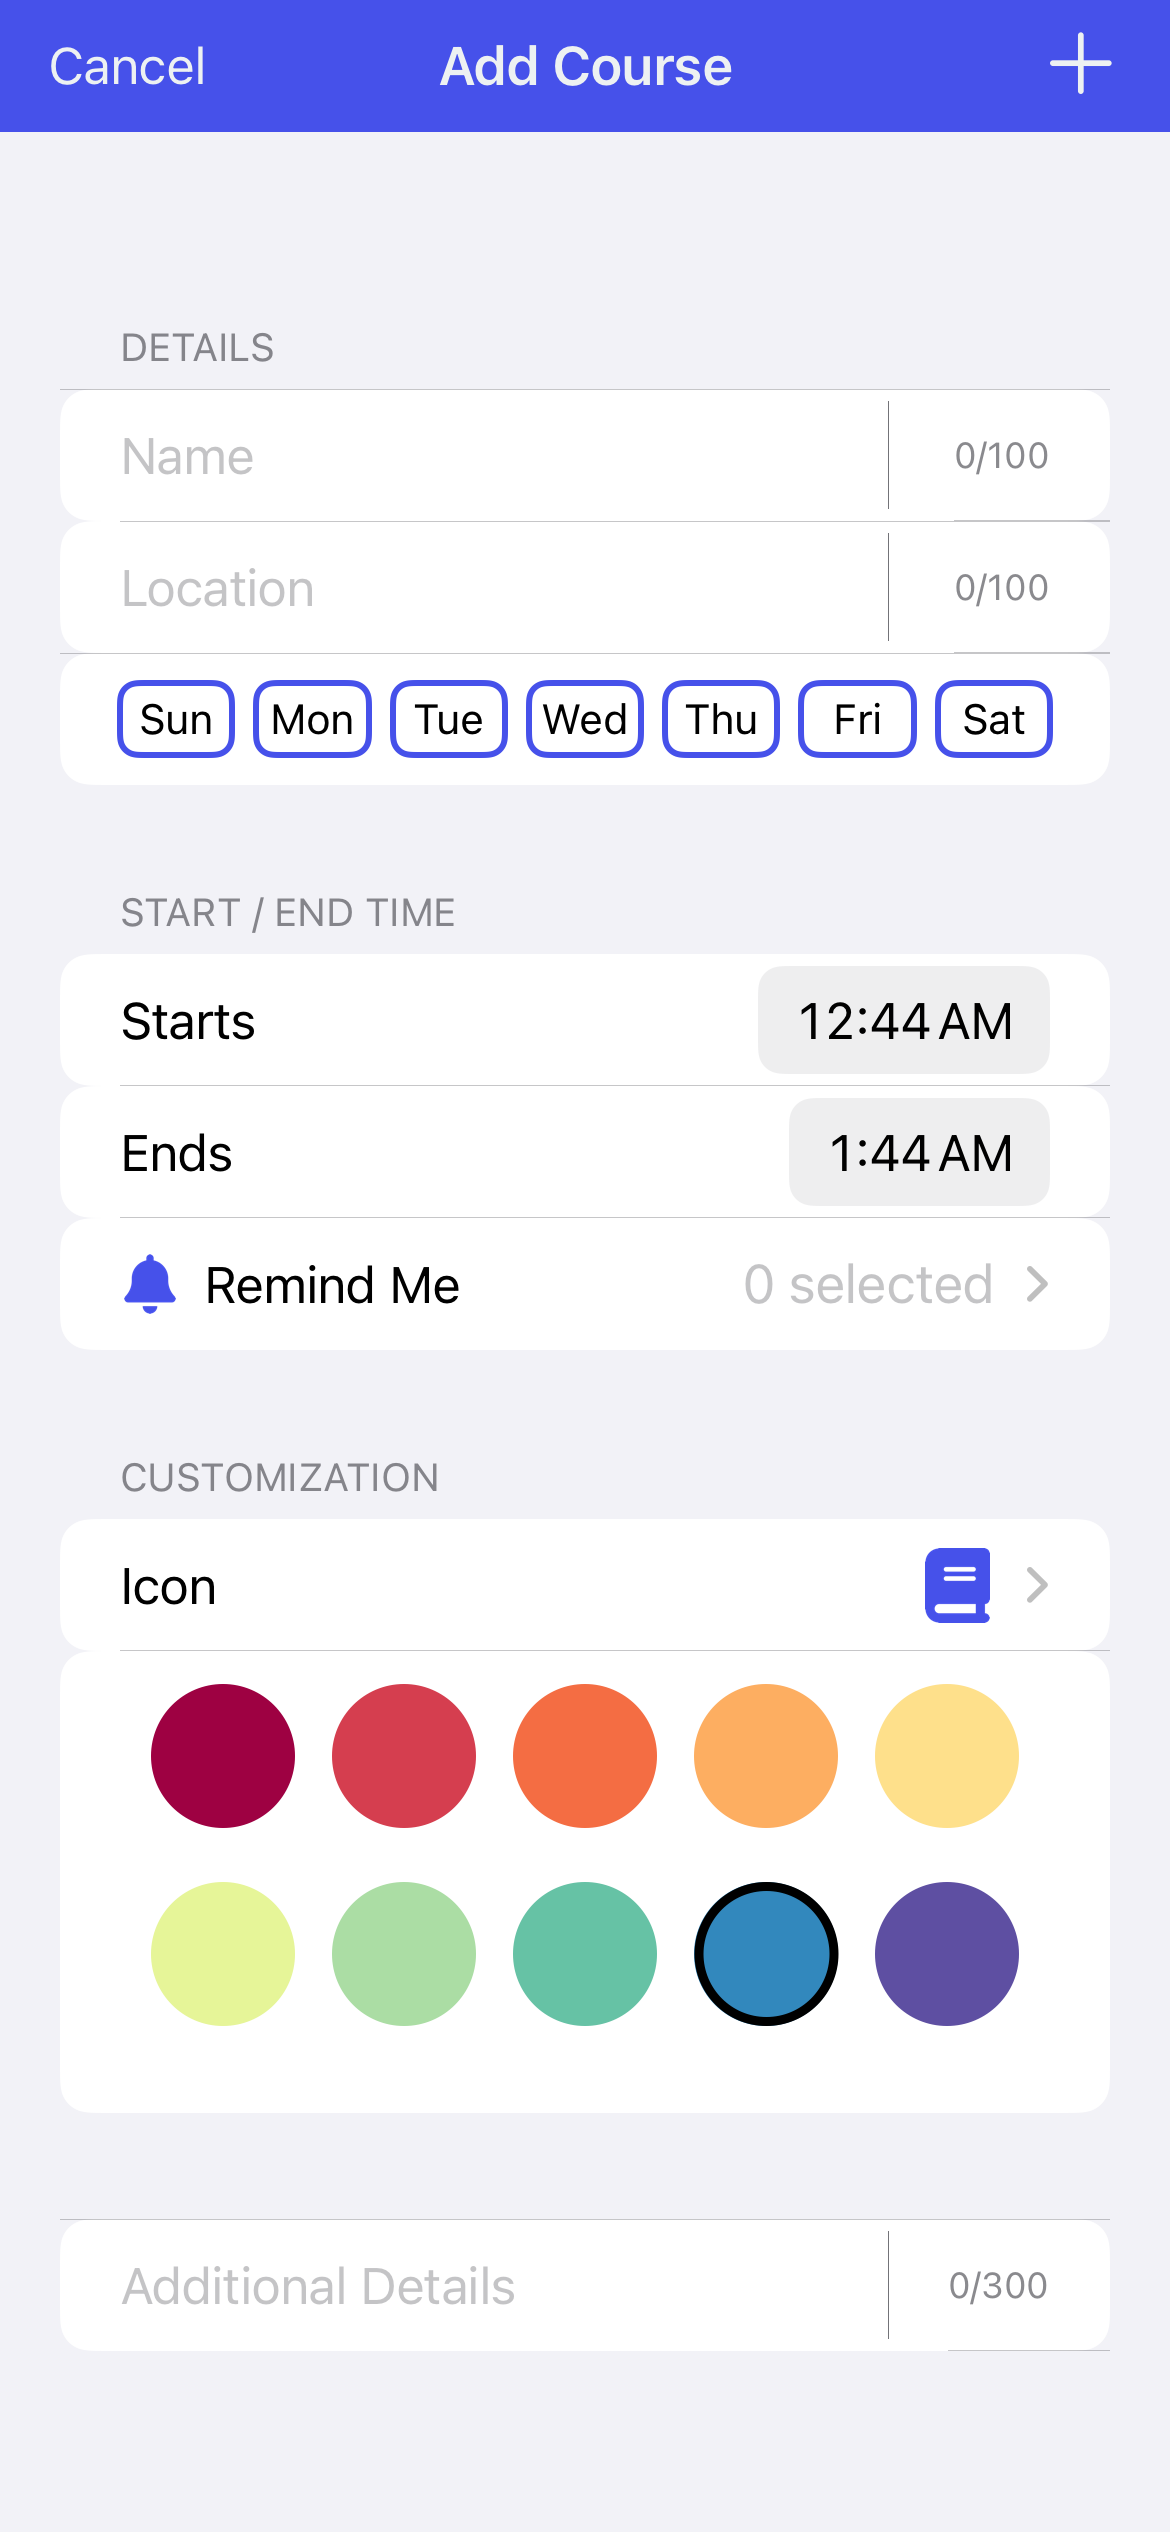 Cancel Add Course
DETAILS
Name 0/100
Location 0/100
Sun Mon Tue Wed Thu Fri Sat
START / END TIME
Starts 12:44 AM
Ends 1:44 AM
Remind Me 0 selected
CUSTOMIZATION
Icon
Additional Details 0/300